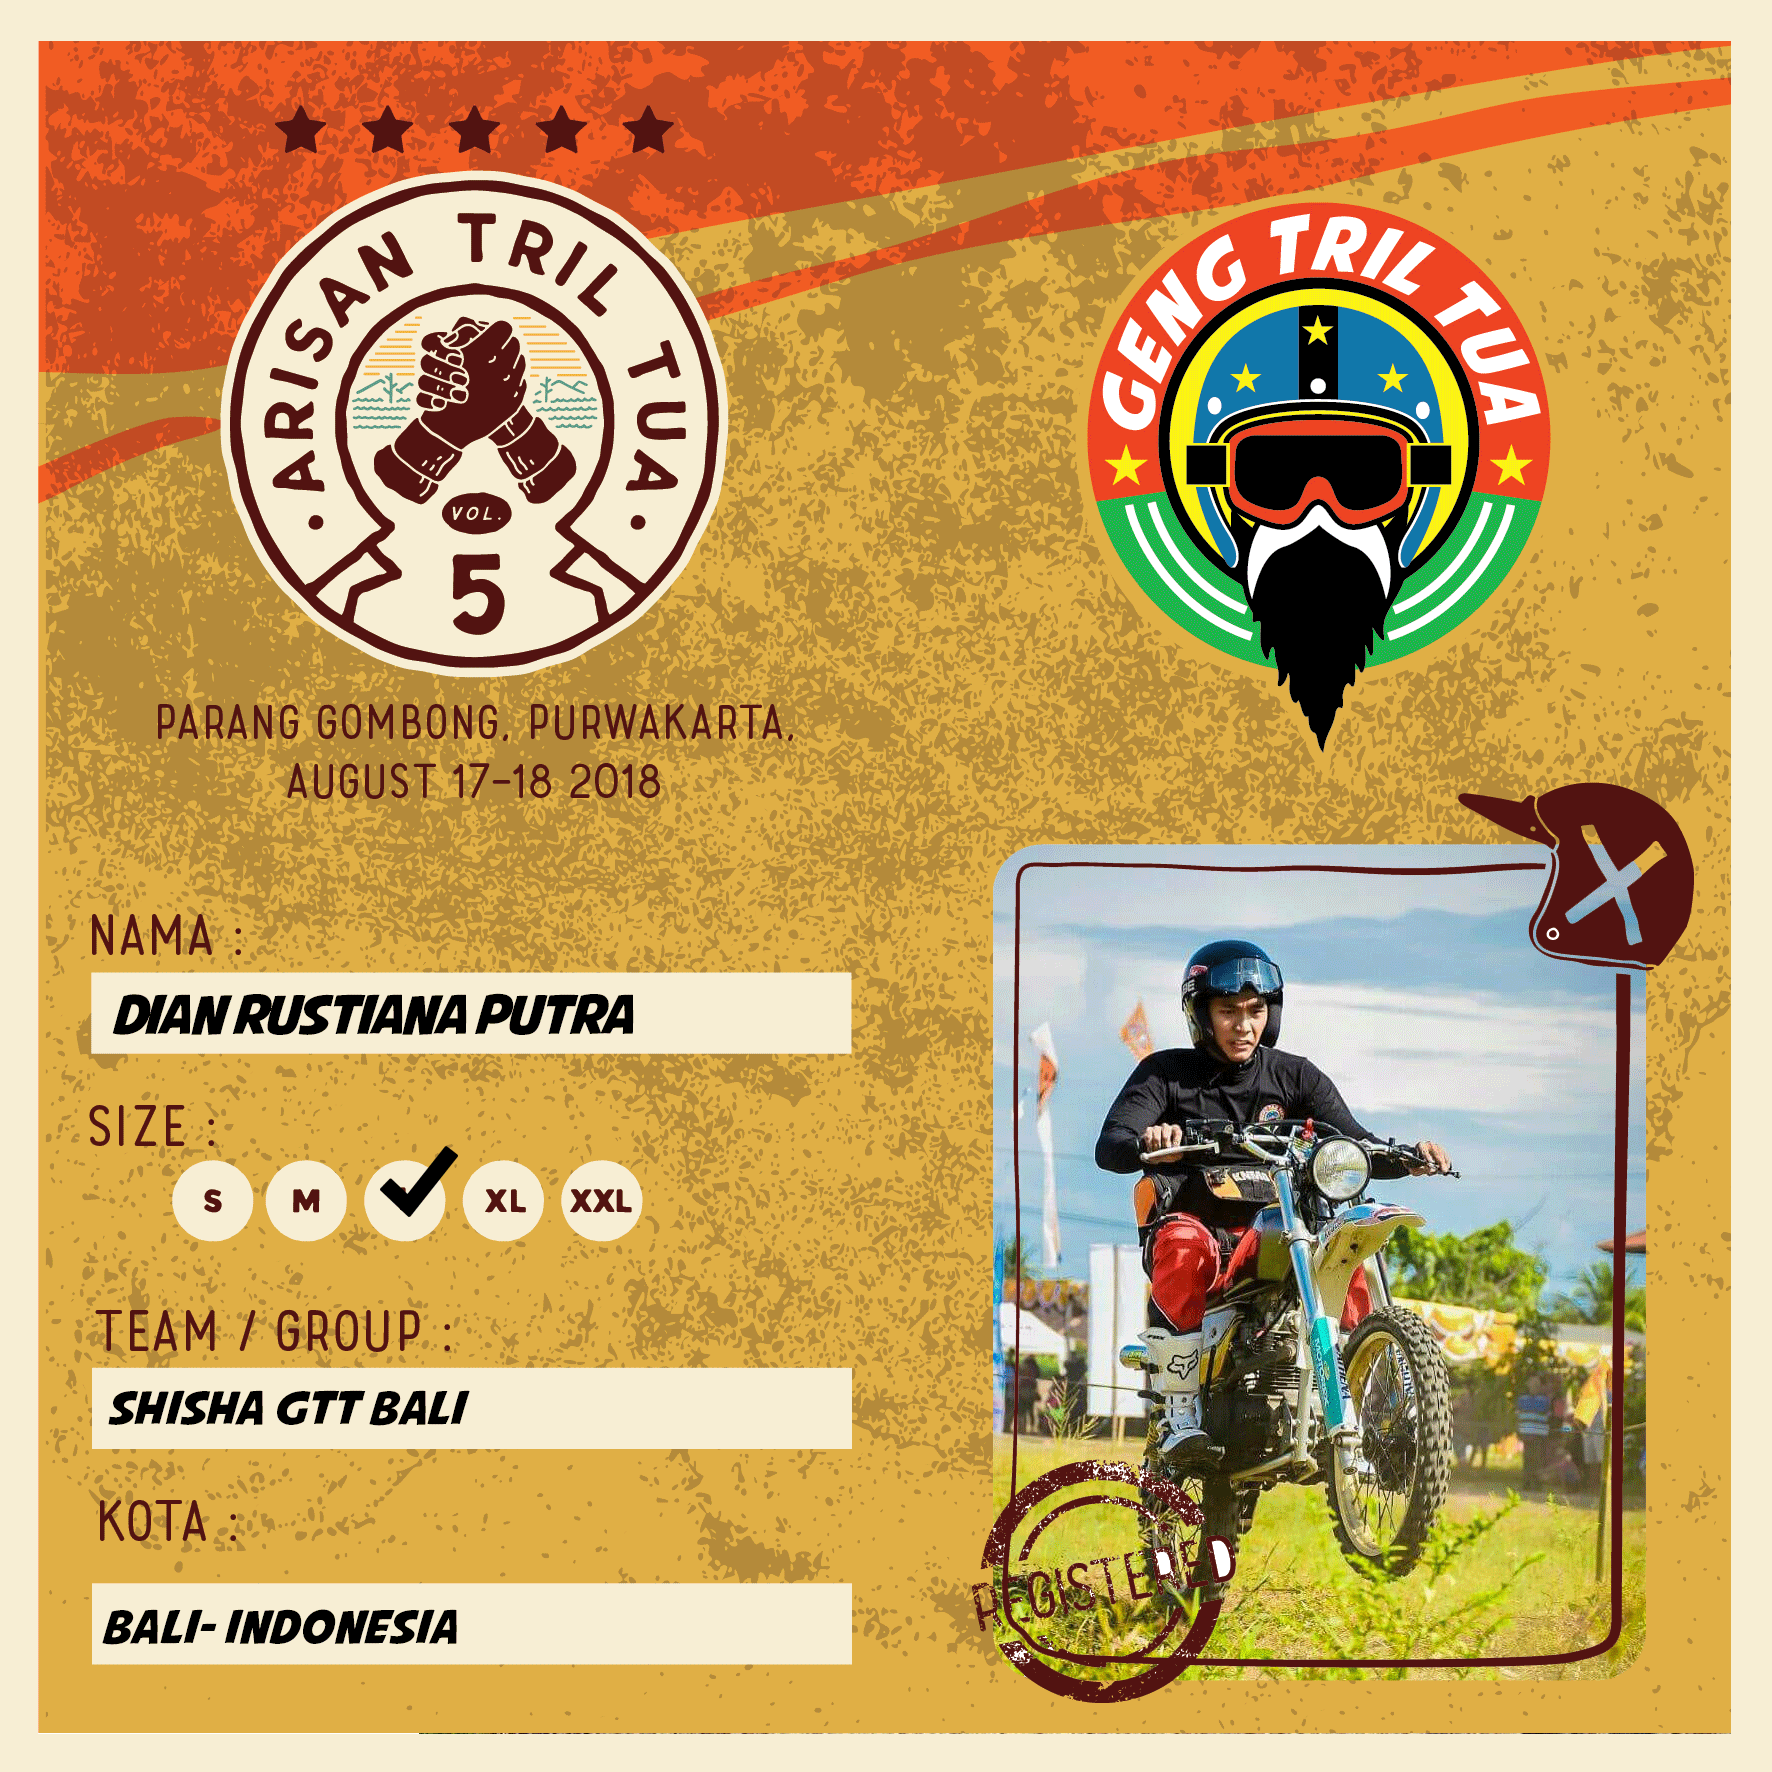 ARISAN TRIL TUA
VOL.
5
GENG TRIL TUA
PARANG GOMBONG, PURWAKARTA,
AUGUST 17-18 2018
NAMA :
DIAN RUSTIANA PUTRA
SIZE :
S M XL XXL
TEAM / GROUP :
SHISHA GTT BALI
KOTA :
BALI- INDONESIA
REGISTERED